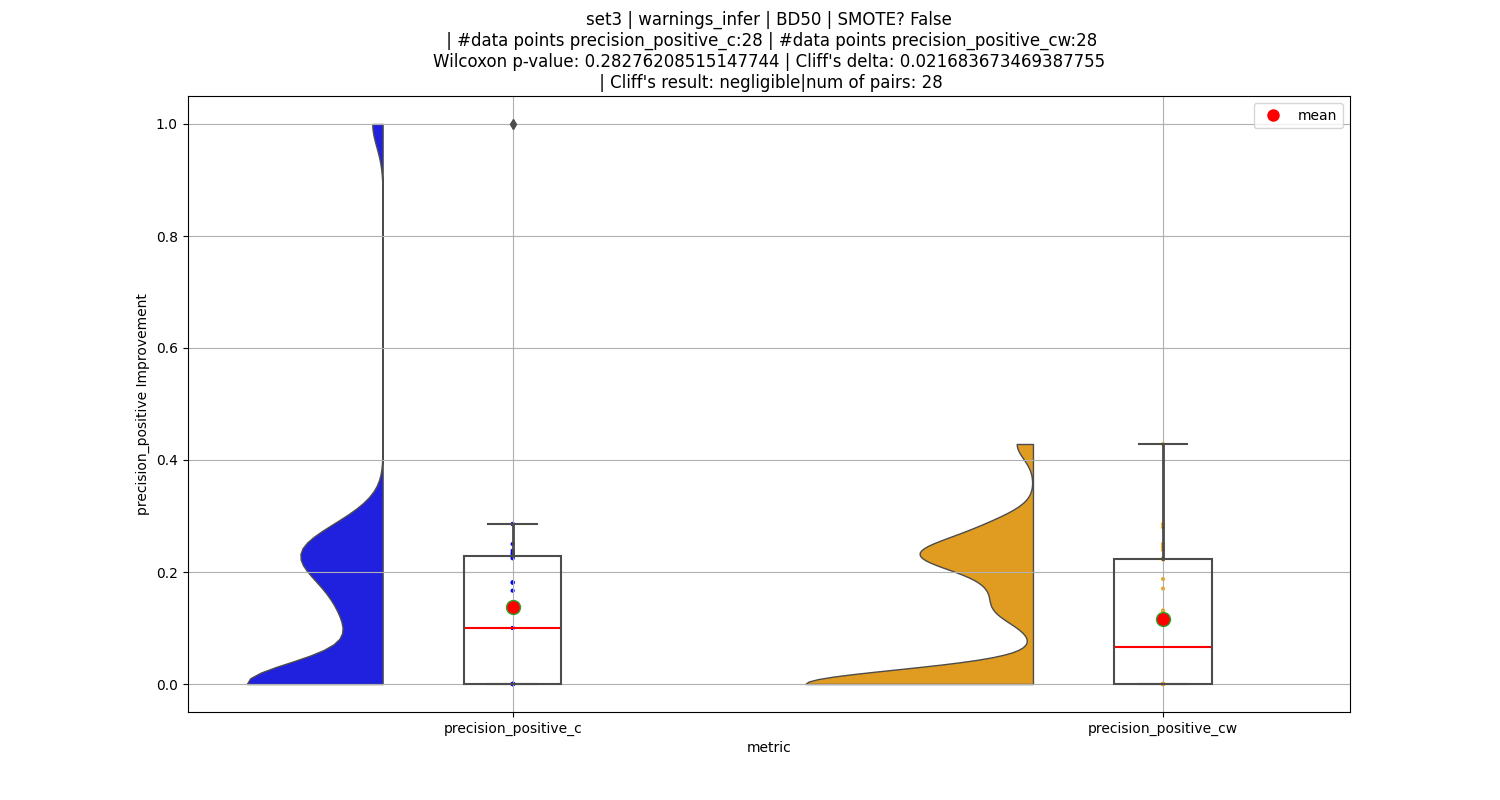 set3 | warnings_infer | BD50 | SMOTE? False
| #data points precision_positive_c:28 | #data points precision_positive_cw:28
Wilcoxon p-value: 0.28276208515147744 | Cliff's delta: 0.021683673469387755
| Cliff's result: negligible|num of pairs: 28
mean
1.0
0.8
0.6
0.4
0.2
0.0
precision_positive Improvement
precision_positive_c
precision_positive_cw
metric